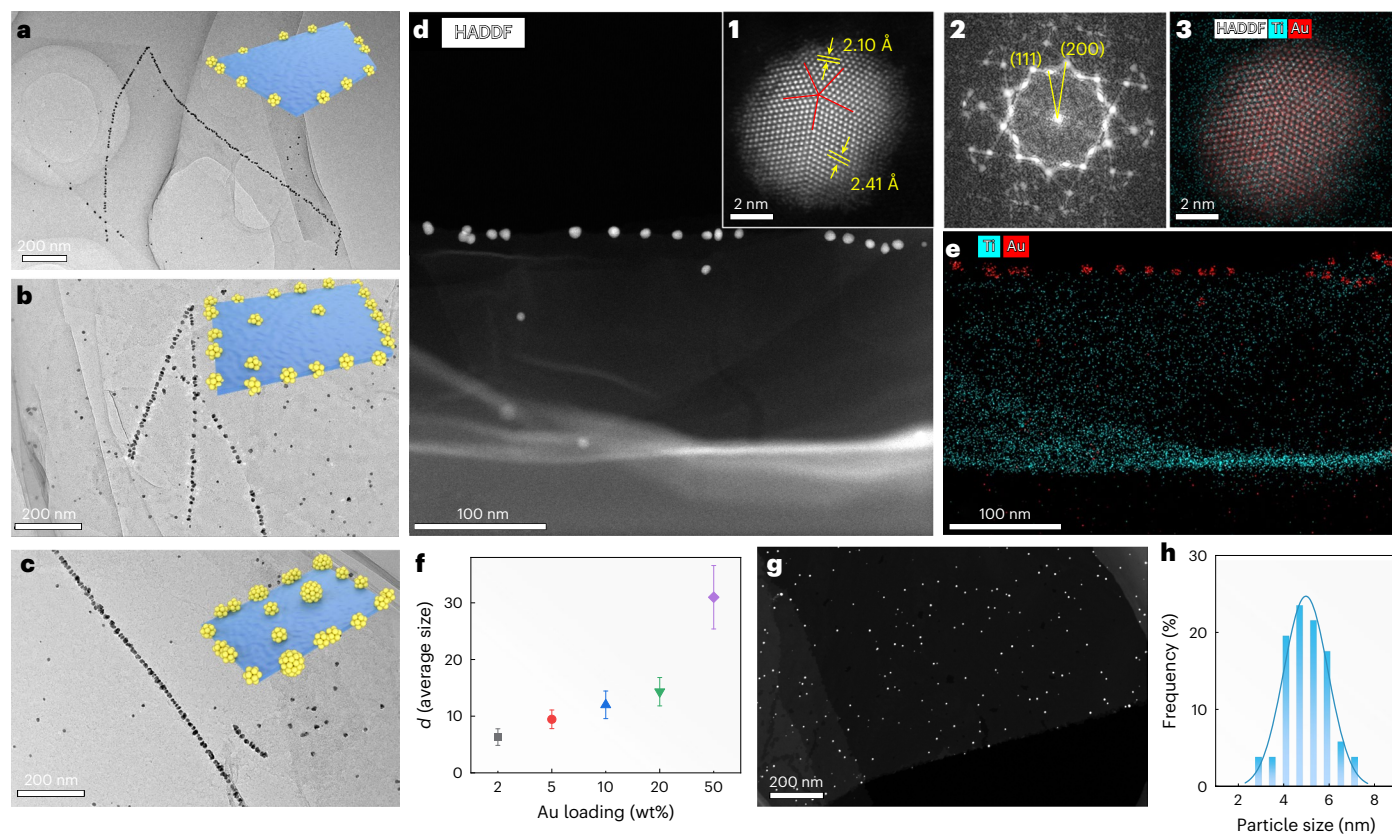 a
200 nm
b
200 nm
c
200 nm
d
HADDF
1
2.10 Å
2.41 Å
2 nm
100 nm
2
(111)
(200)
3
HADDF Ti Au
2 nm
e
Ti Au
100 nm
f
d (average size)
30
20
10
0
2 5 10 20 50
Au loading (wt%)
g
200 nm
h
Frequency (%)
30
20
10
0
2 4 6 8
Particle size (nm)